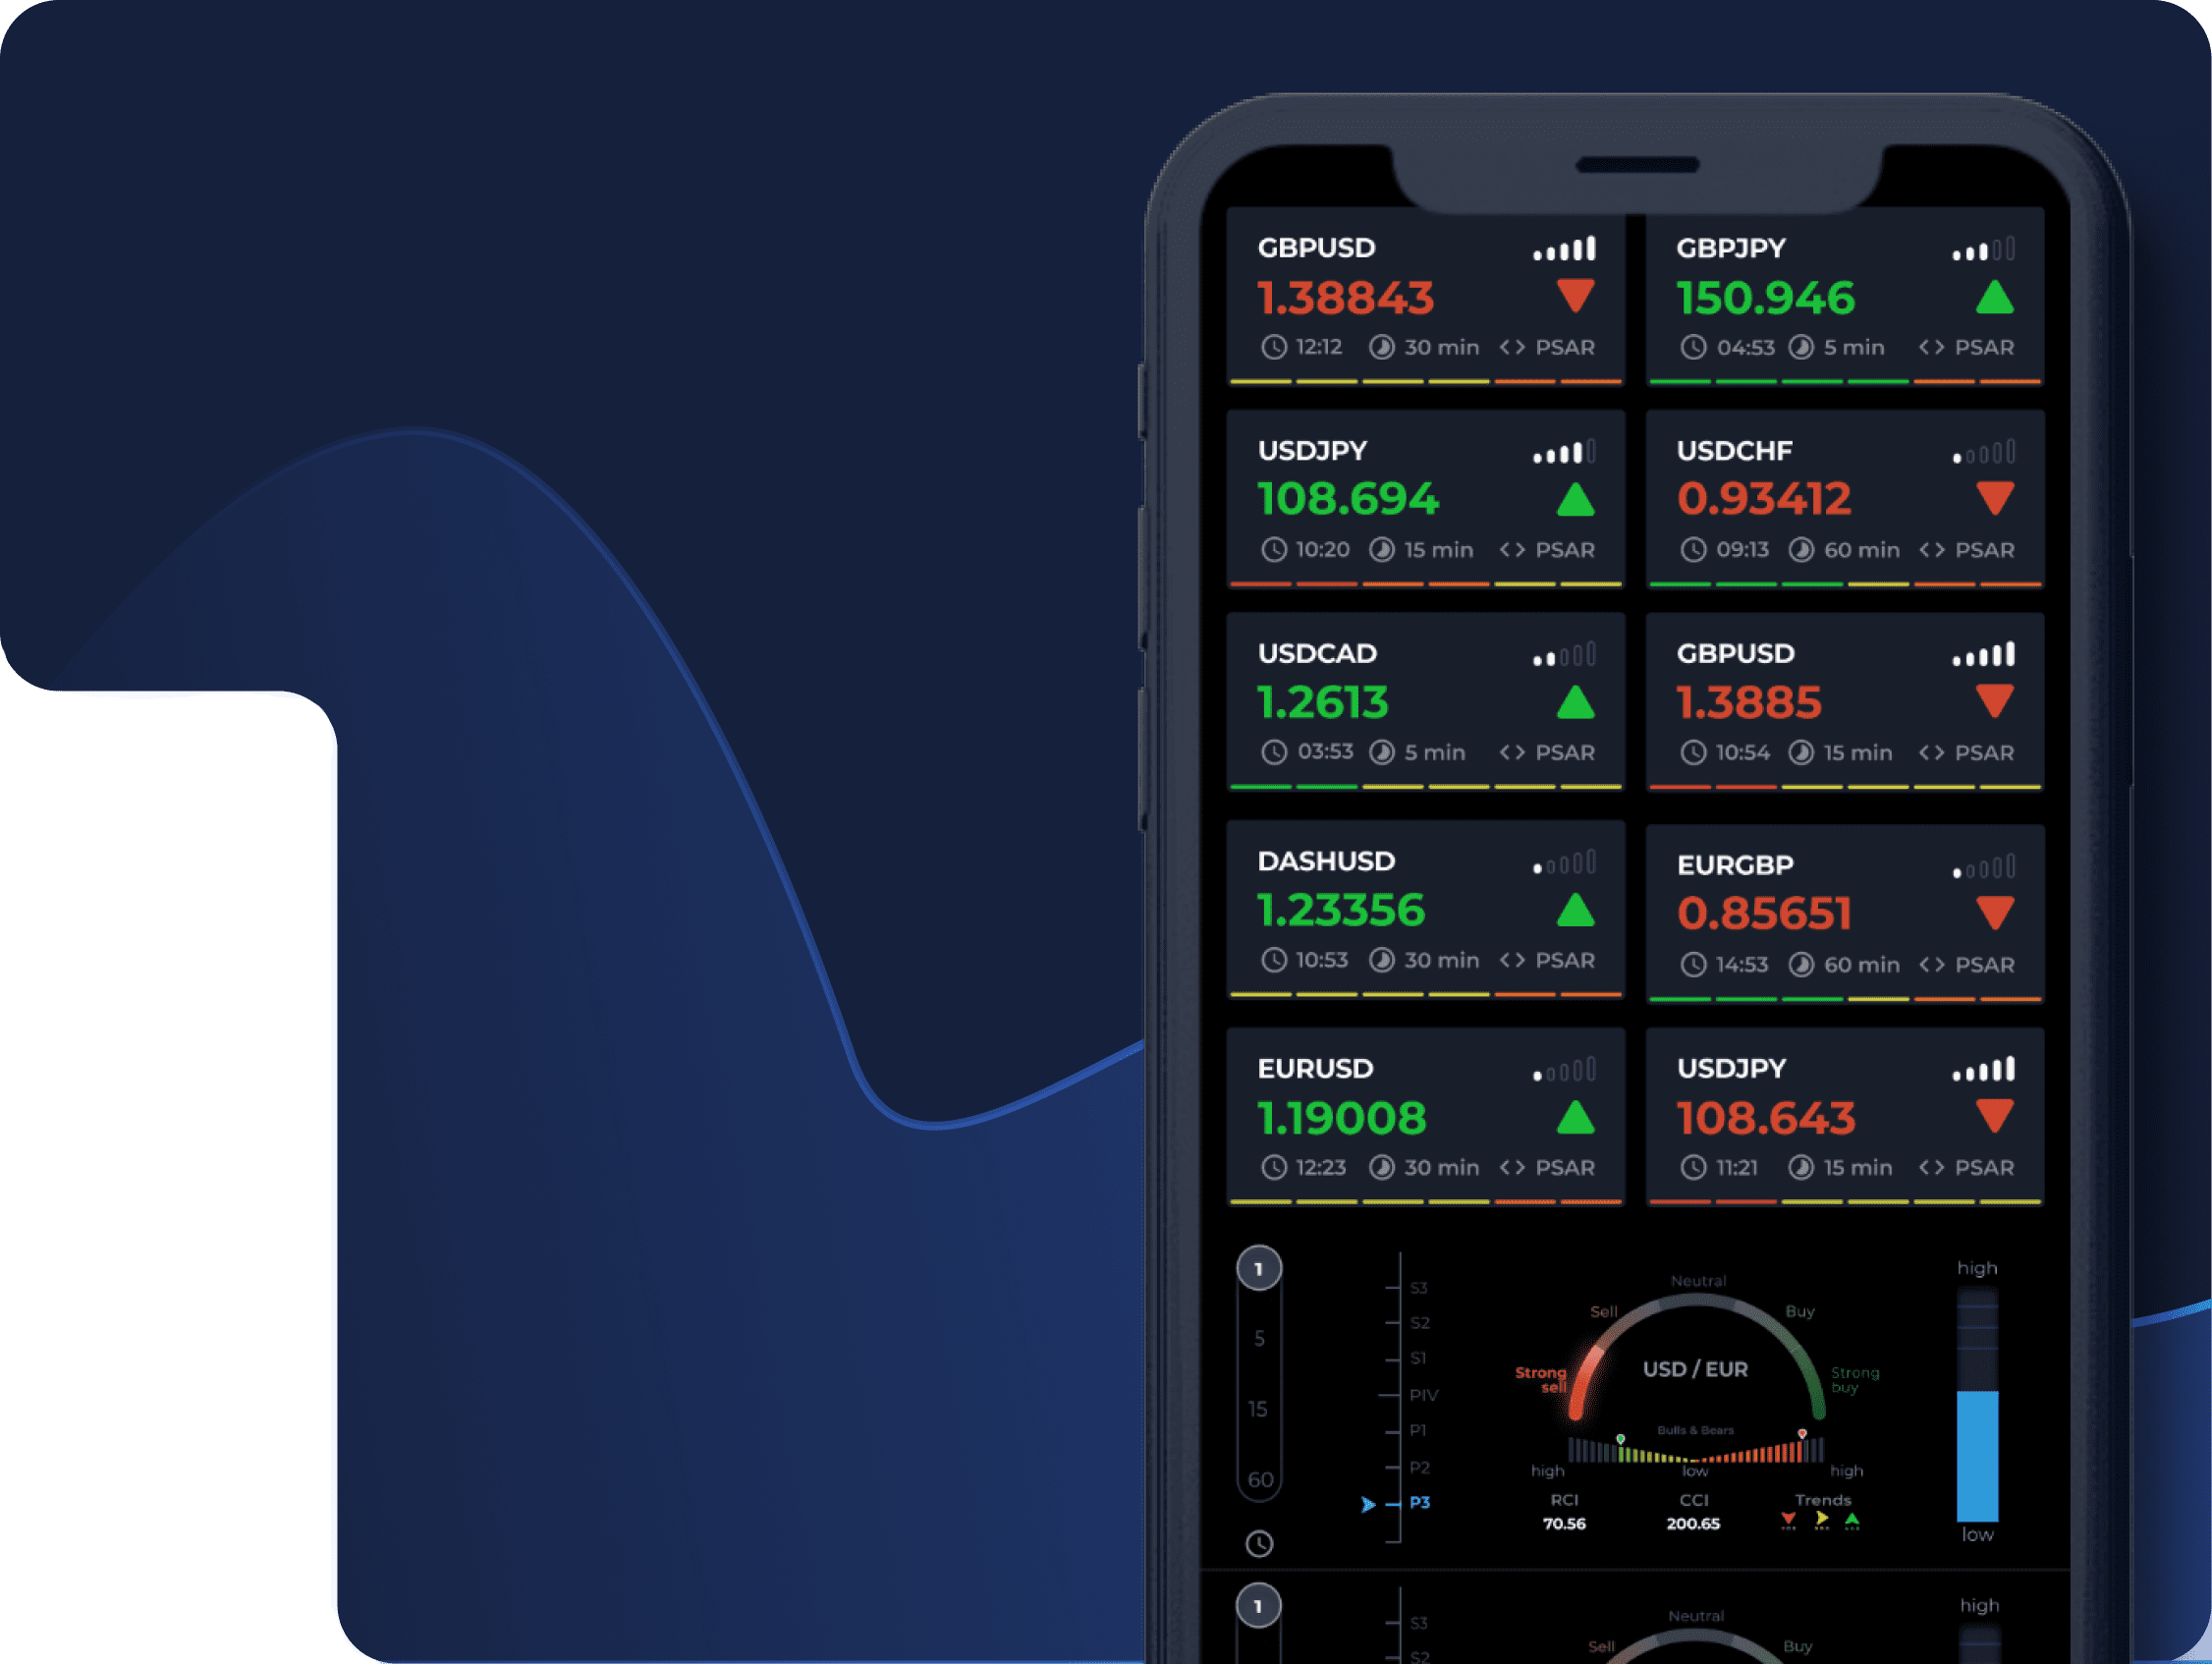 GBPUSD
1.38843
12:12 30 min <> PSAR
GBPJPY
150.946
04:53 5 min <> PSAR
USDJPY
108.694
10:20 15 min <> PSAR
USDCHF
0.93412
09:13 60 min <> PSAR
USDCAD
1.2613
03:53 5 min <> PSAR
GBPUSD
1.3885
10:54 15 min <> PSAR
DASHUSD
1.23356
10:53 30 min <> PSAR
EURGBP
0.85651
14:53 60 min <> PSAR
EURUSD
1.19008
12:23 30 min <> PSAR
USDJPY
108.643
11:21 15 min <> PSAR
1
5
15
60
S3
S2
S1
PIV
P1
P2
P3
Neutral
Sell
Buy
Strong
sell
USD / EUR
Strong
buy
Bulls & Bears
high low high
RCI CCI Trends
70.56 200.65
high
low
1
S3
S2
Neutral
Sell
Buy
high